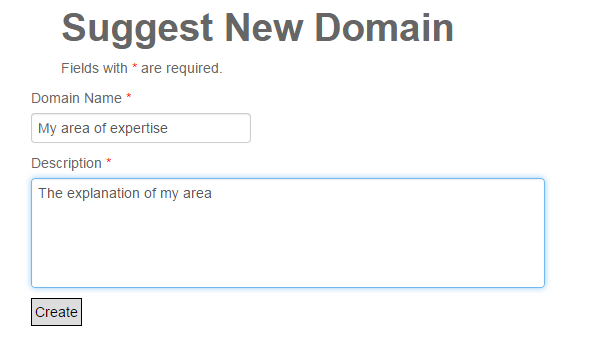 Suggest New Domain
Fields with * are required.
Domain Name *
My area of expertise
Description *
The explanation of my area
Create